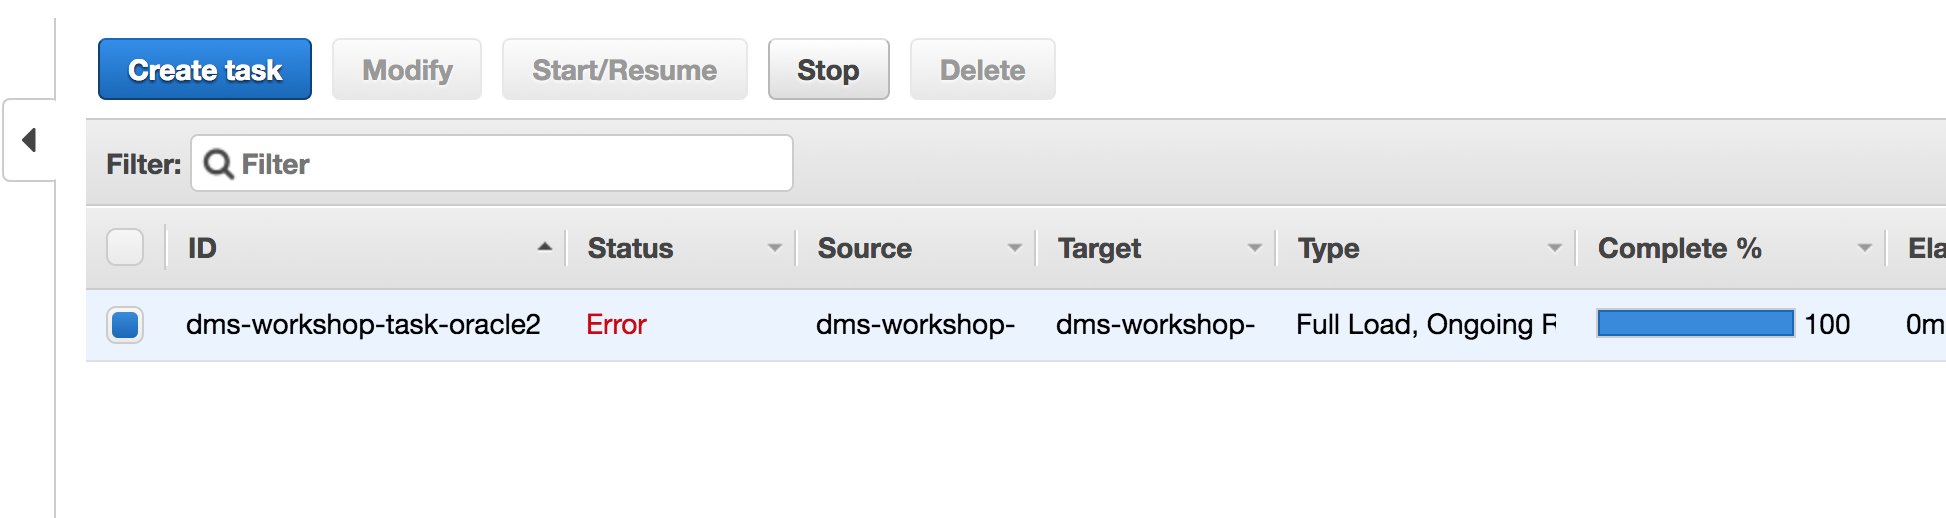 Create task Modify Start/Resume Stop Delete
Filter: Filter
ID Status Source Target Type Complete % Ela
dms-workshop-task-oracle2 Error dms-workshop- dms-workshop- Full Load, Ongoing R 100 0m